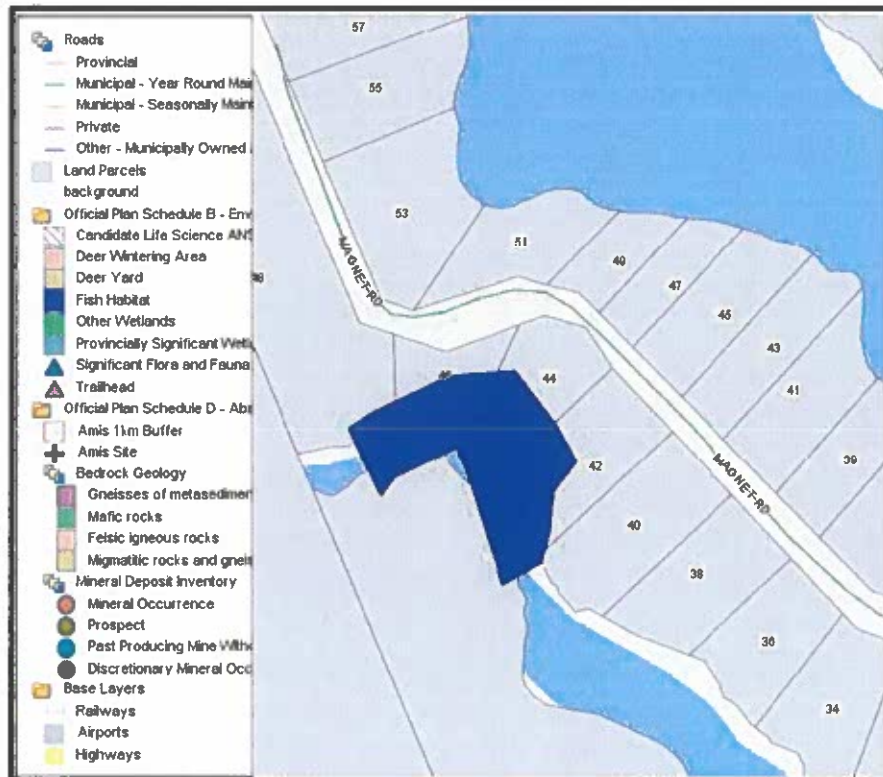 Roads
Provincial
Municipal - Year Round Mai
Municipal - Seasonally Main
Private
Other - Municipally Owned
Land Parcels
background
Official Plan Schedule B - Env
Candidate Life Science ANS
Deer Wintering Area
Deer Yard
Fish Habitat
Other Wetlands
Provincially Significant Wetl
Significant Flora and Fauna
Trailhead
Official Plan Schedule D - Aba
Amis 1km Buffer
Amis Site
Bedrock Geology
Gneisses of metasedimen
Mafic rocks
Felsic igneous rocks
Migmatitic rocks and gneis
Mineral Deposit Inventory
Mineral Occurrence
Prospect
Past Producing Mine With
Discretionary Mineral Occ
Base Layers
Railways
Airports
Highways
57
55
53
51
49
47
45
43
41
39
MAGNET RD
44
42
40
38
36
34
MAGNET RD